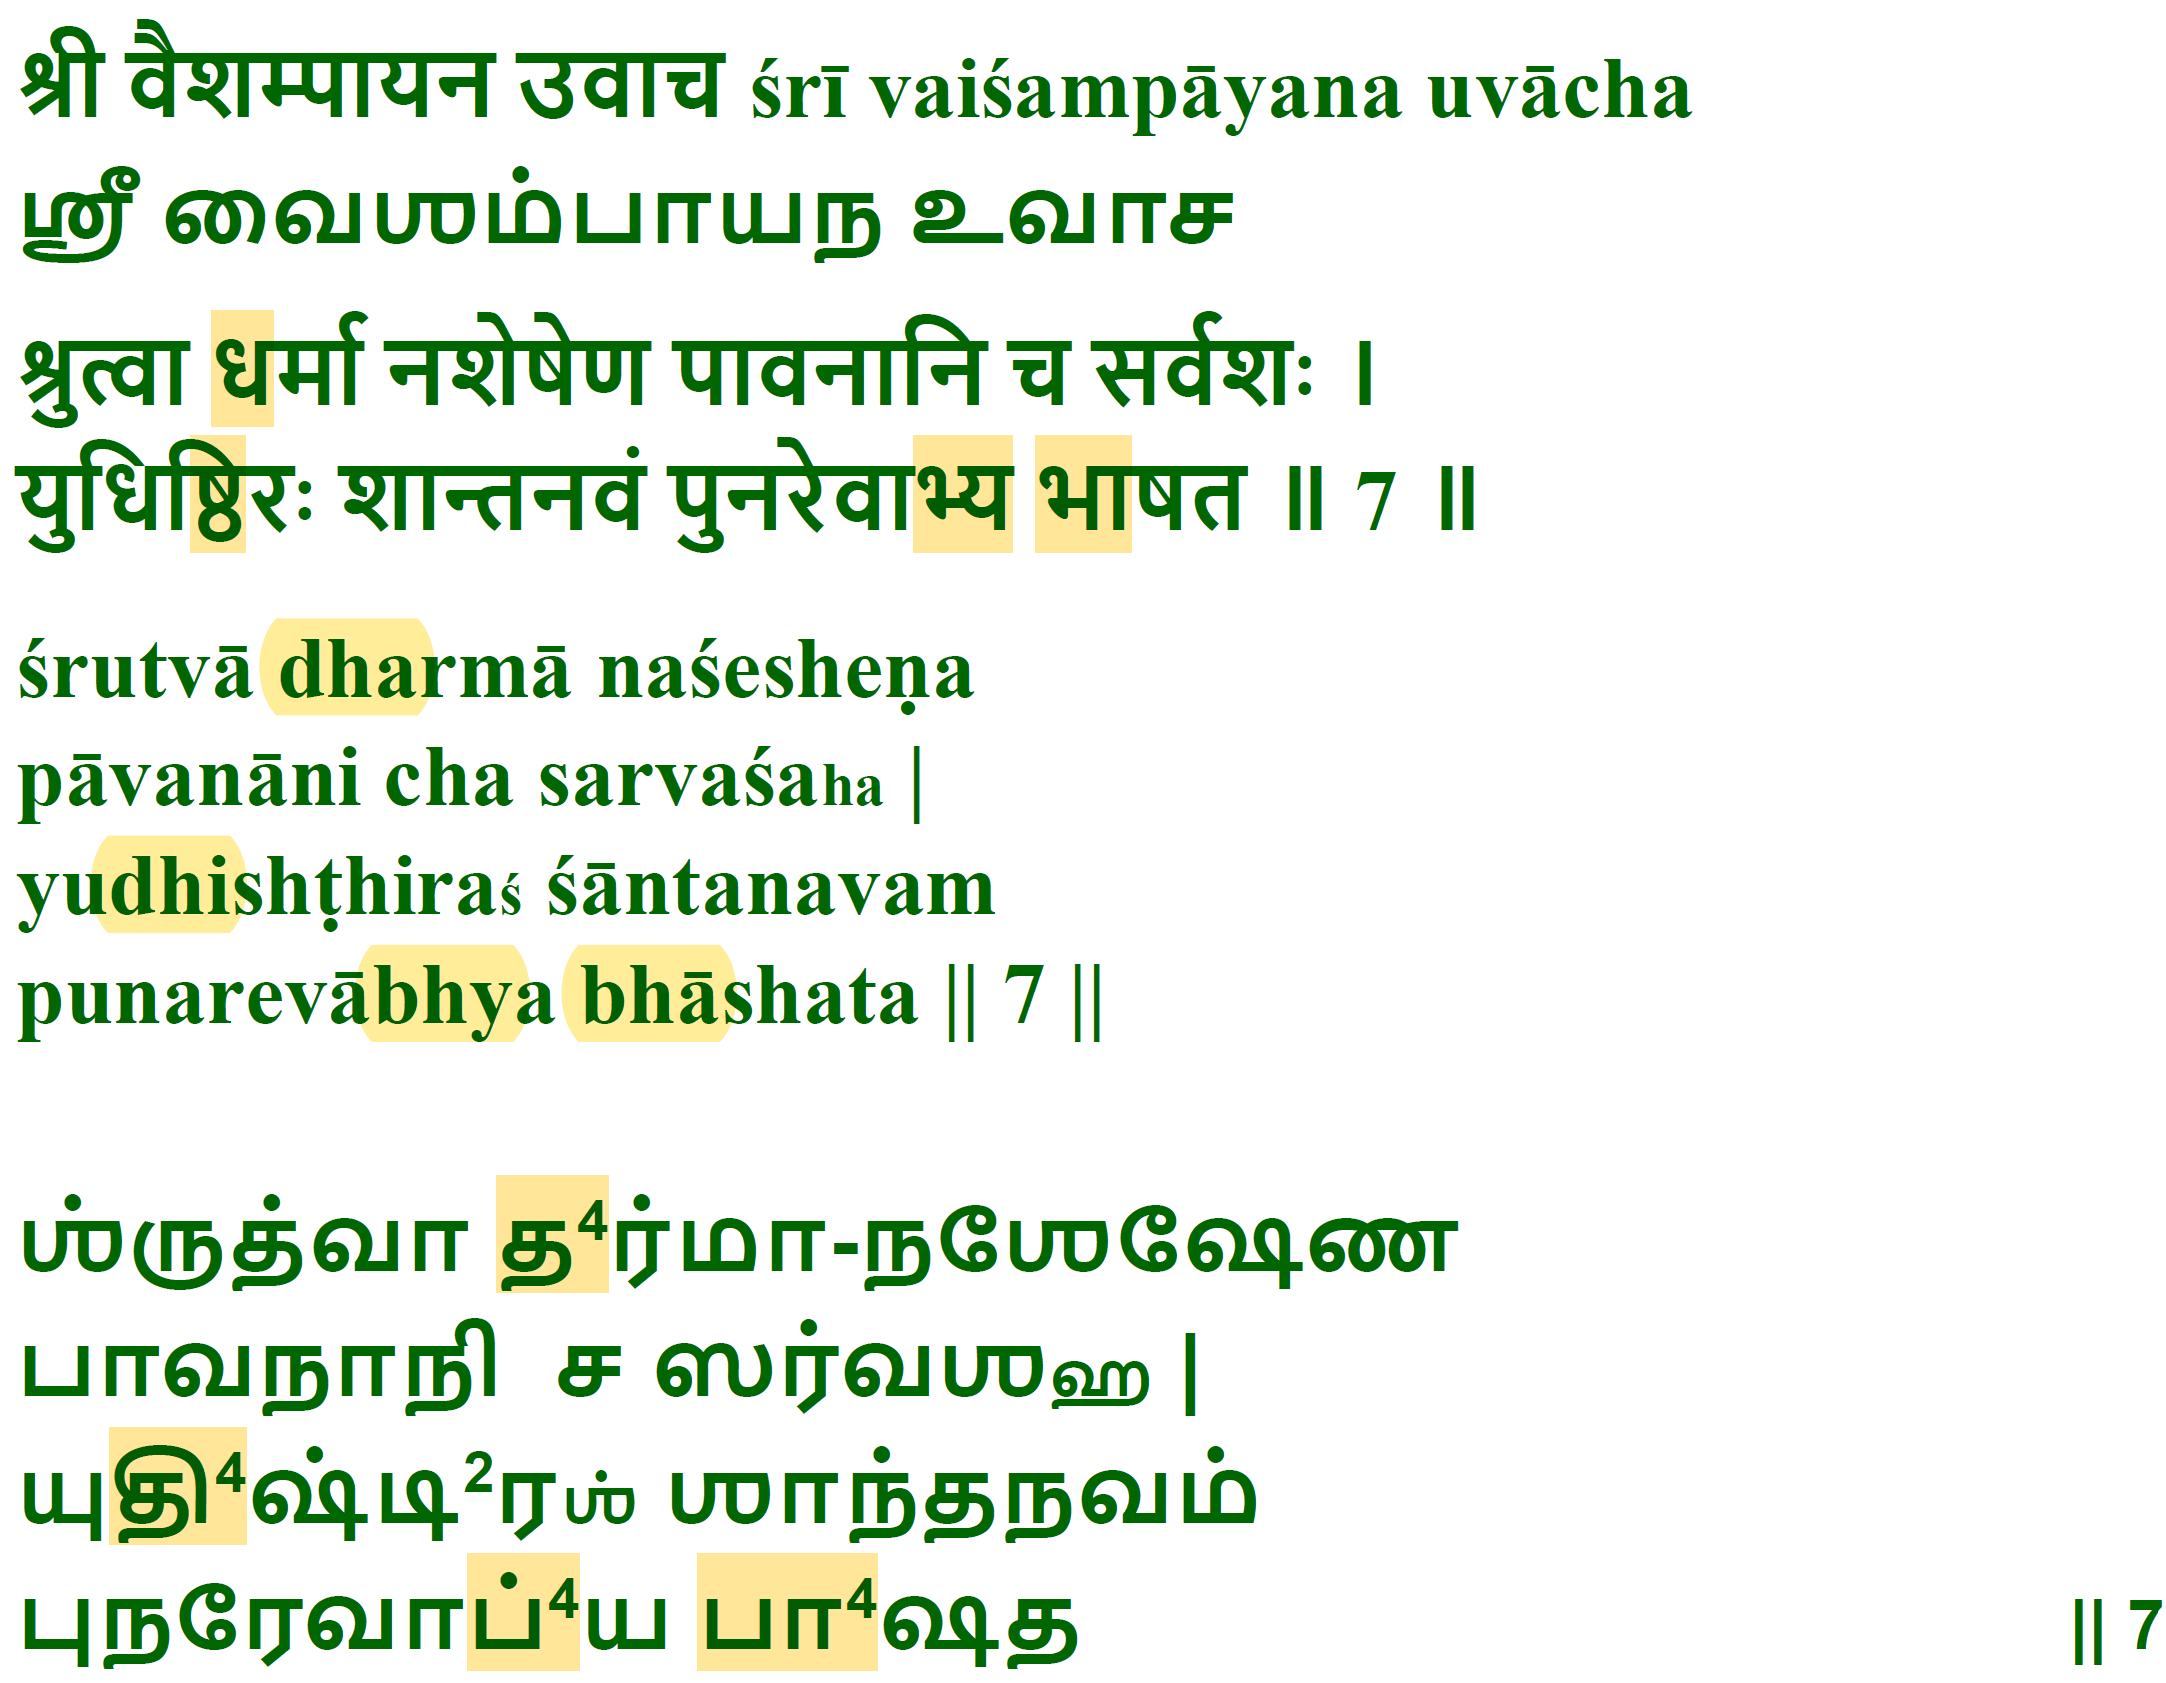 श्री वैशम्पायन उवाच śrī vaiśampāyana uvācha
ஸ்ரீ வைஶம்பாயந உவாச
श्रुत्वा धर्मा नशेषेण पावनानि च सर्वशः ।
युधिष्ठिरः शान्तनवं पुनरेवाभ्य भाषत ॥ 7 ॥
śrutvā dharmā naśesheṇa
pāvanāni cha sarvaśaha |
yudhishṭhiraś śāntanavam
punarevābhya bhāshata || 7 ||
ஶ்ருத்வா த⁴ர்மா-நஶேஷேண
பாவநாநி ச ஸர்வஶஹ |
யுதி⁴ஷ்டி²ரஶ் ஶாந்தநவம்
புநரேவாப்⁴ய பா⁴ஷத || 7